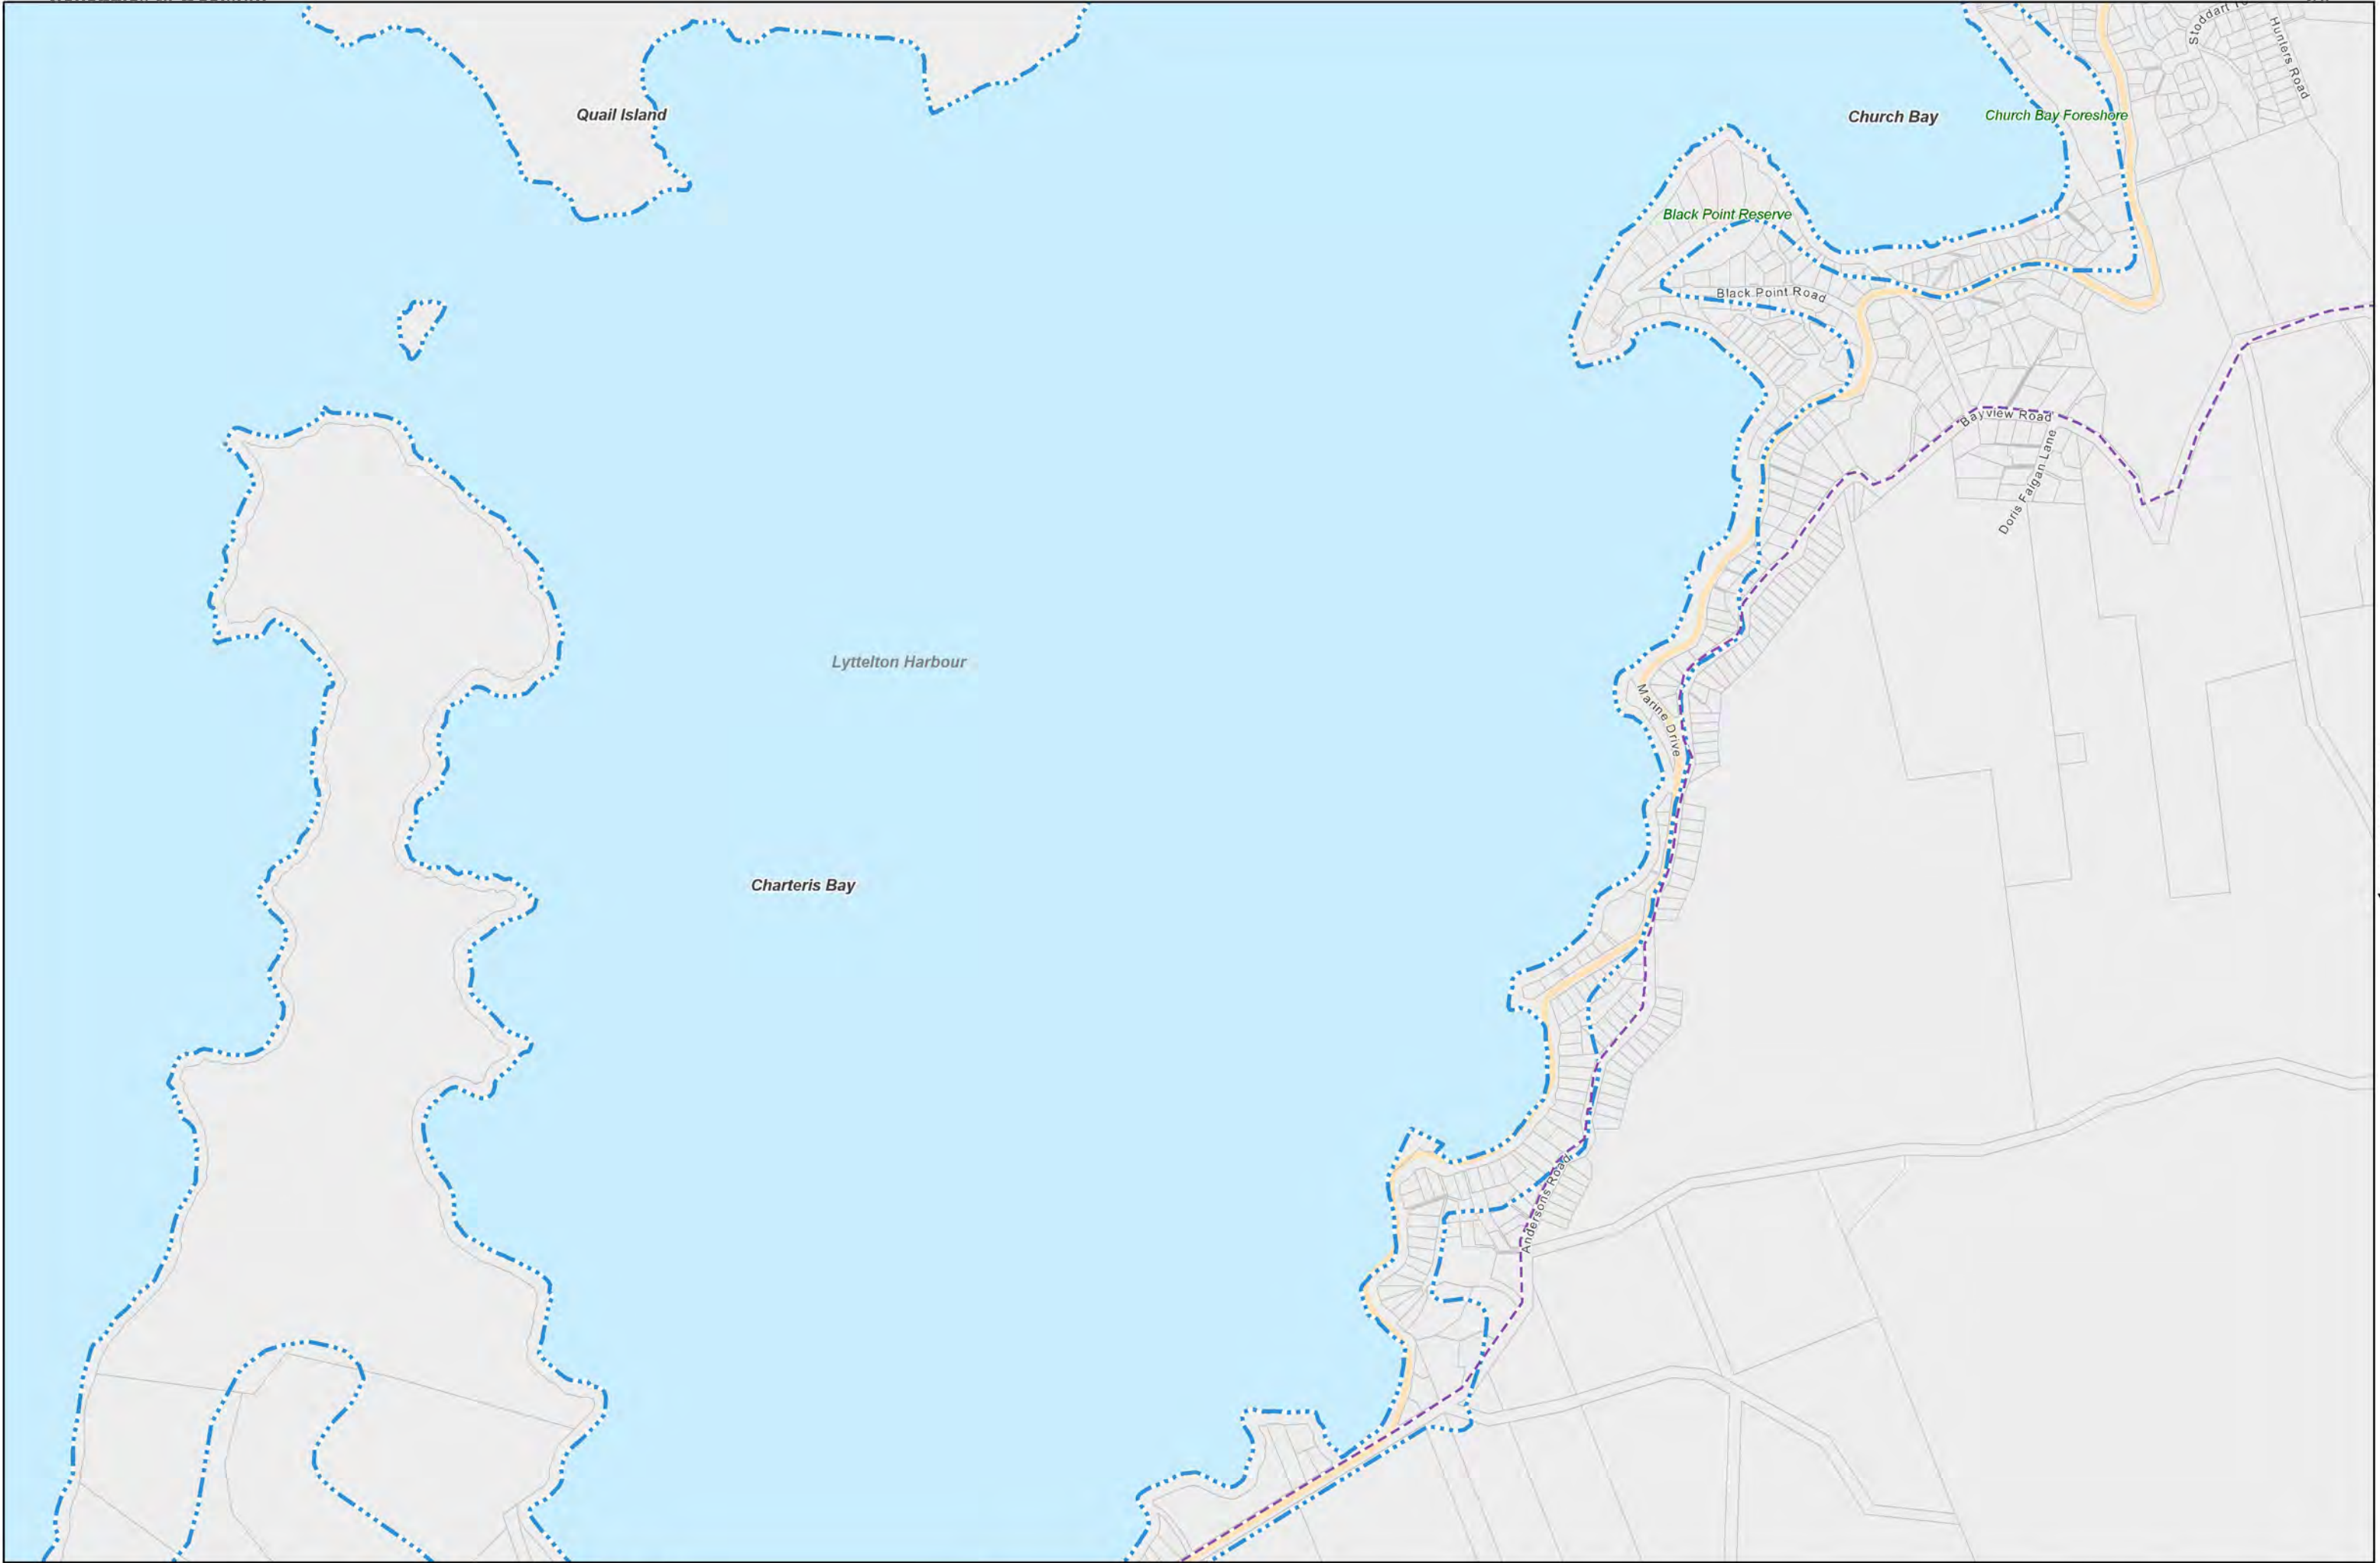 Stoddart
Hunters Road
Quail Island
Church Bay
Church Bay Foreshore
Black Point Reserve
Black Point Road
Bayview Road
Doris Faigan Lane
Lyttelton Harbour
Marine Drive
Charteris Bay
Andersons Road